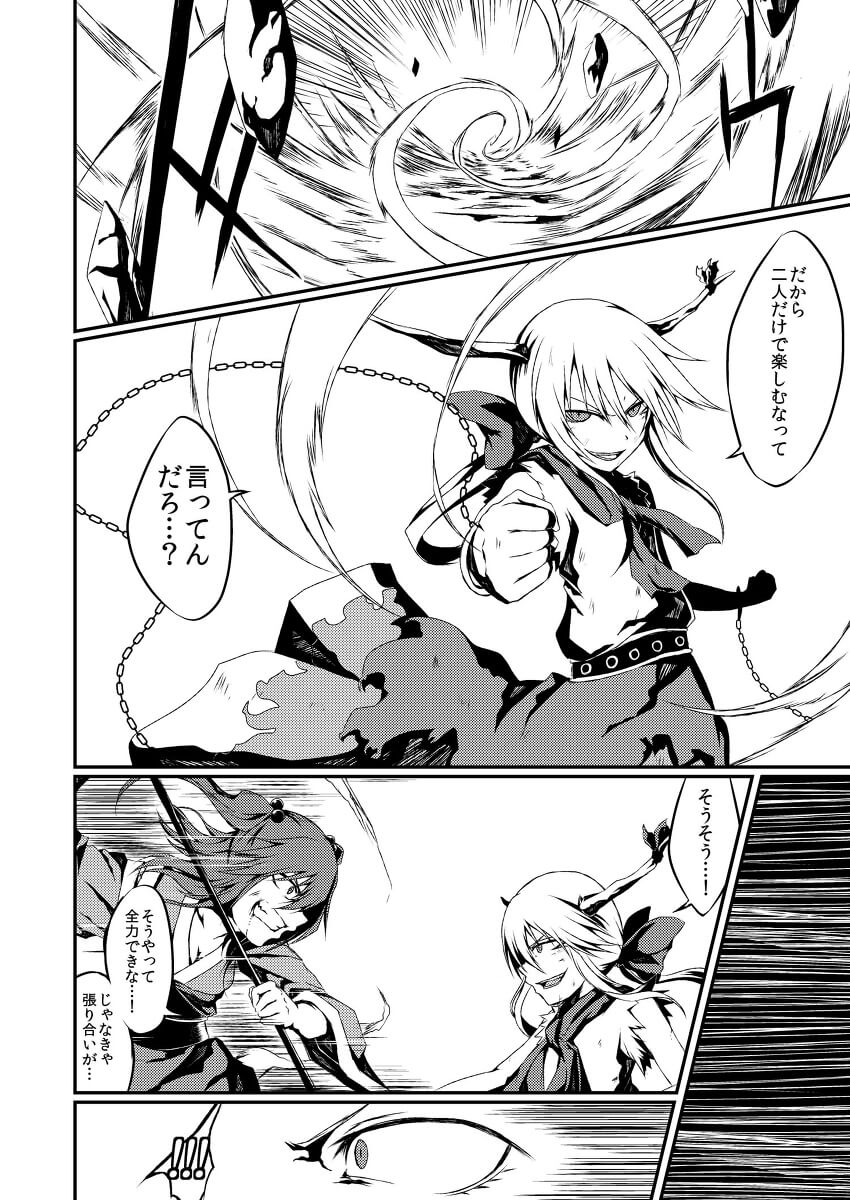 だから
二人だけで楽しむなって
言ってん
だろ…?
そうそう…!
そうやって
全力できな…!
じゃなきゃ
張り合いが…
!!!